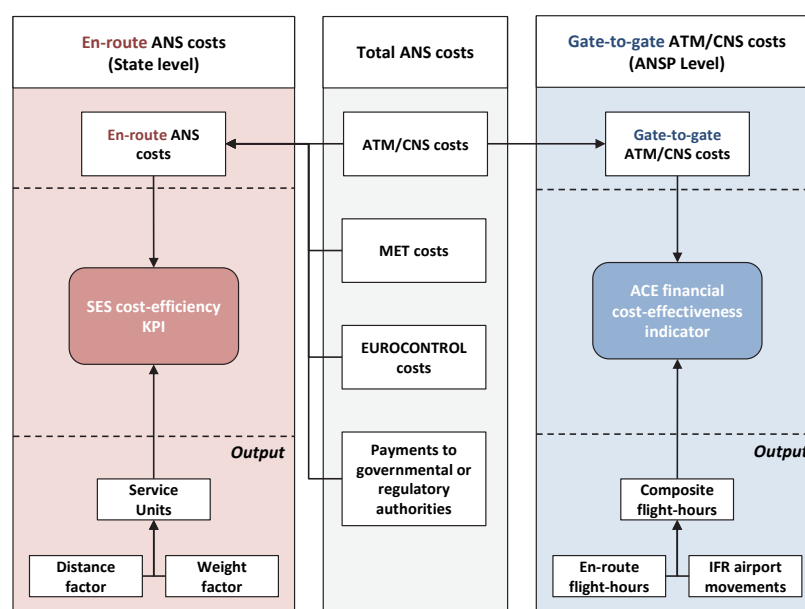 En-route ANS costs
(State level)
Total ANS costs
Gate-to-gate ATM/CNS costs
(ANSP Level)
En-route ANS
costs
ATM/CNS costs
Gate-to-gate
ATM/CNS costs
MET costs
SES cost-efficiency
KPI
ACE financial
cost-effectiveness
indicator
EUROCONTROL
costs
Output
Payments to
governmental or
regulatory
authorities
Output
Service
Units
Composite
flight-hours
Distance
factor
Weight
factor
En-route
flight-hours
IFR airport
movements